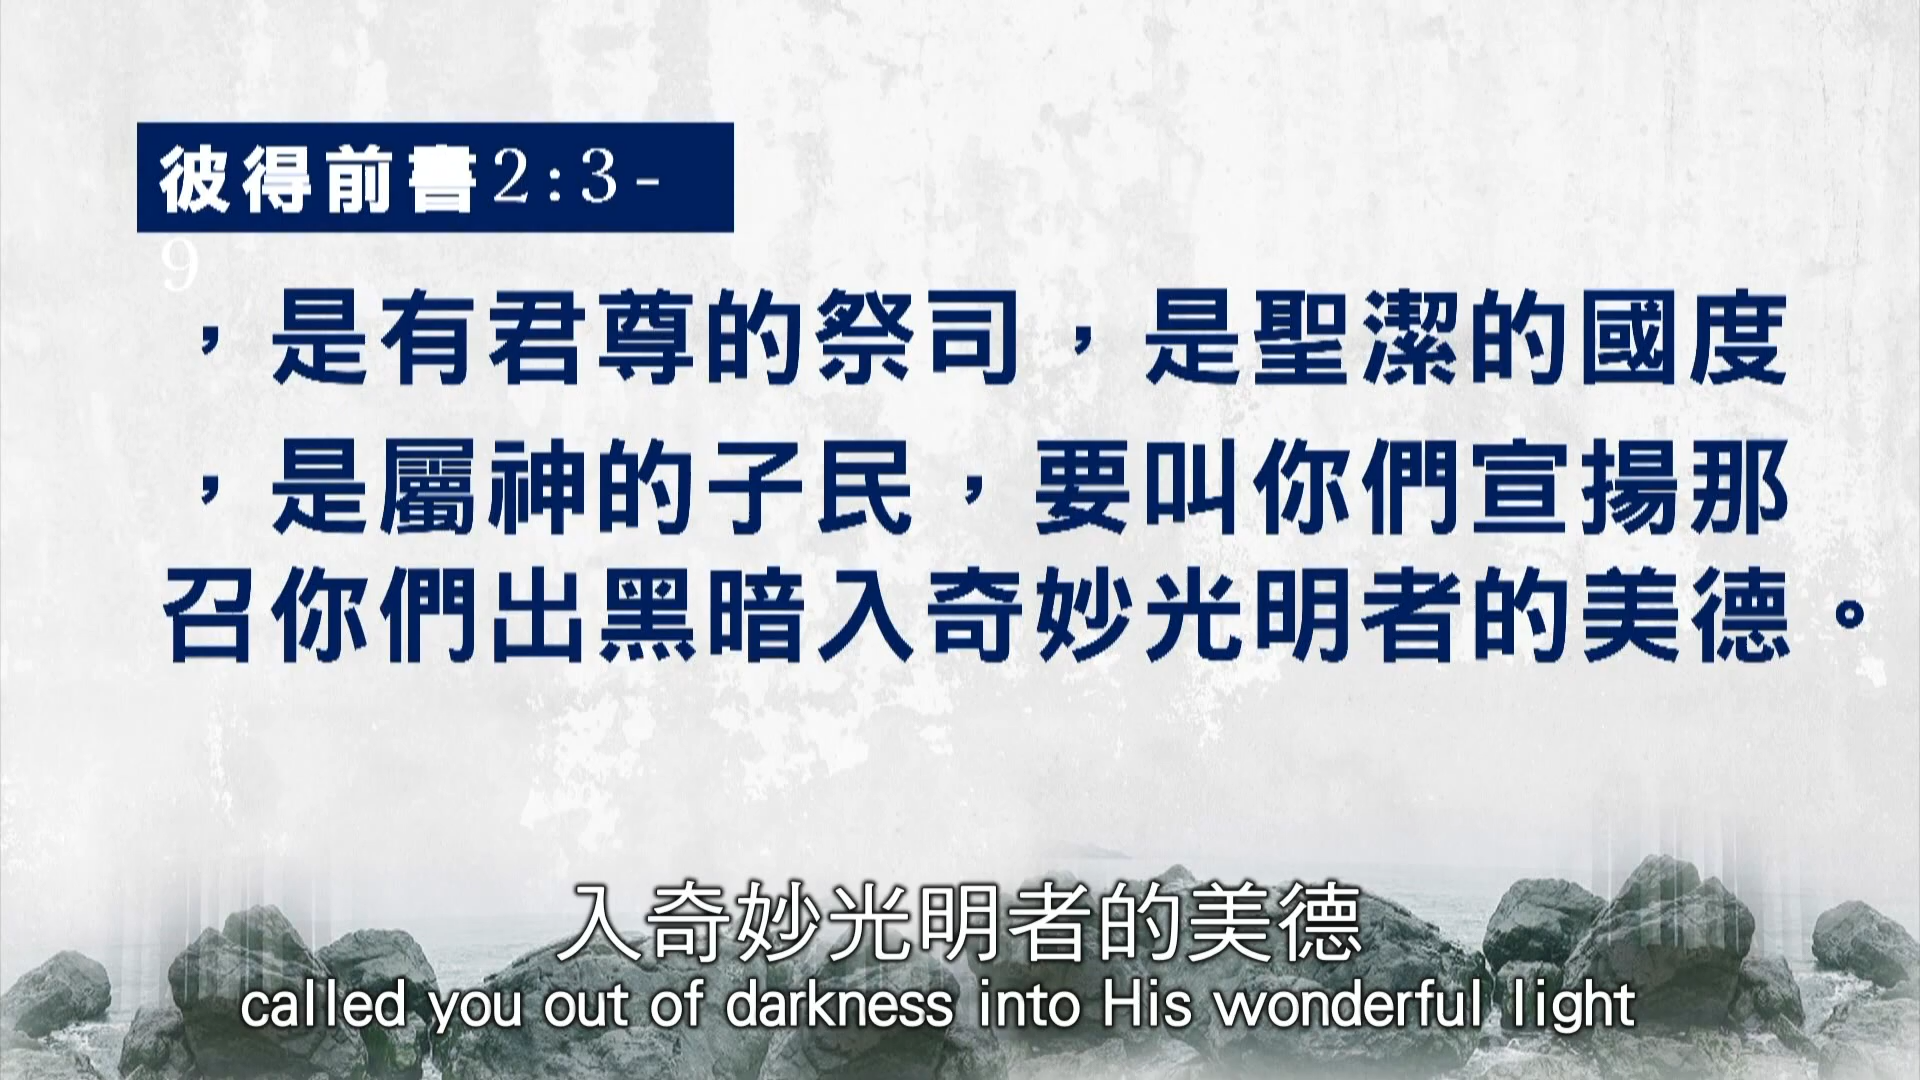 彼得前書2:3-
9
，是有君尊的祭司，是聖潔的國度
，是屬神的子民，要叫你們宣揚那
召你們出黑暗入奇妙光明者的美德。
入奇妙光明者的美德
called you out of darkness into His wonderful light